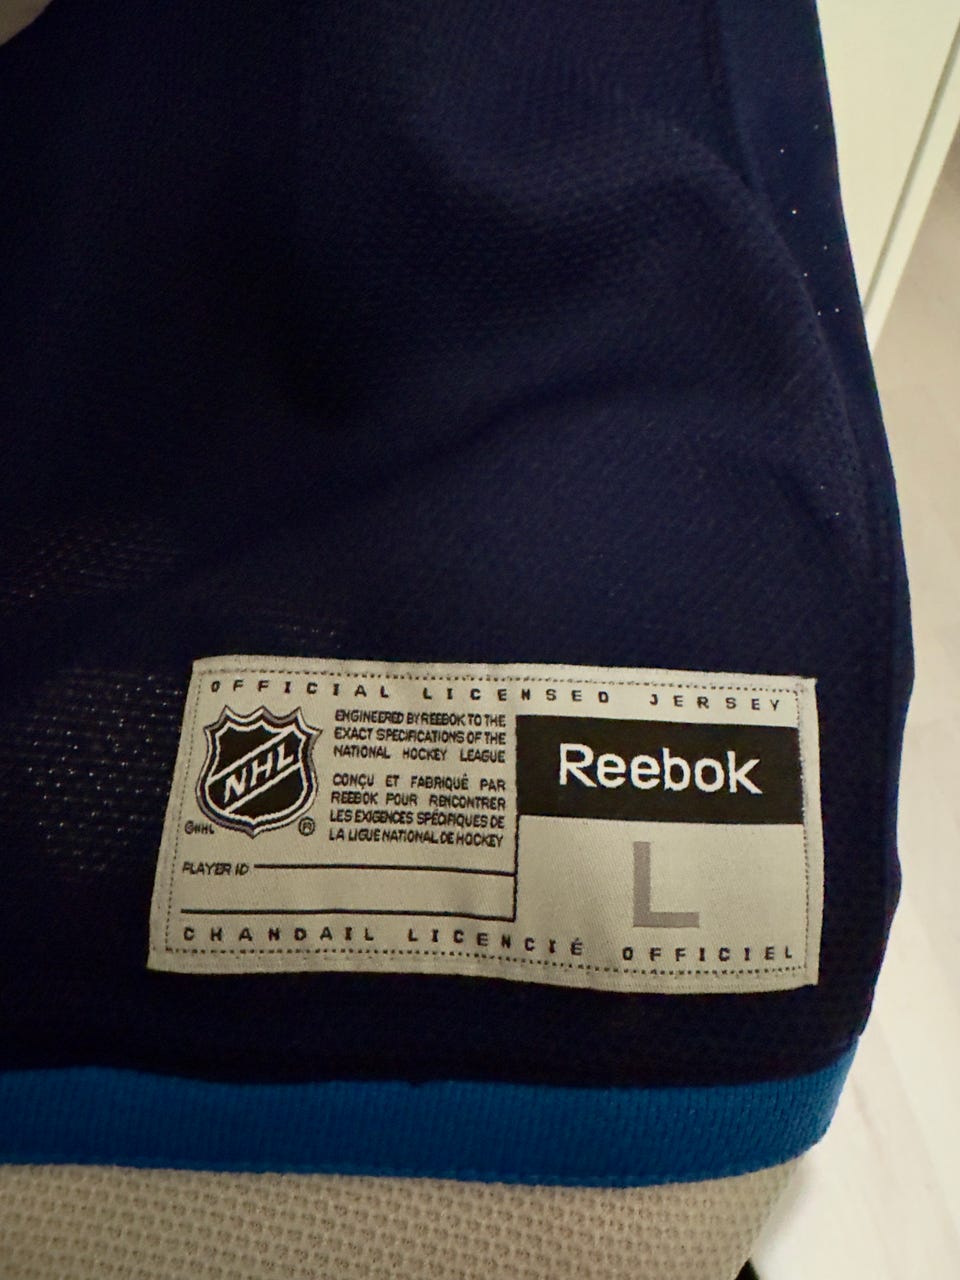 OFFICIAL LICENSED JERSEY
NHL
©NHL
®
ENGINEERED BY REEBOK TO THE
EXACT SPECIFICATIONS OF THE
NATIONAL HOCKEY LEAGUE
CONÇU ET FABRIQUÉ PAR
REEBOK POUR RENCONTRER
LES EXIGENCES SPÉCIFIQUES DE
LA LIGUE NATIONAL DE HOCKEY
Reebok
L
PLAYER ID
CHANDAIL LICENCIÉ OFFICIEL